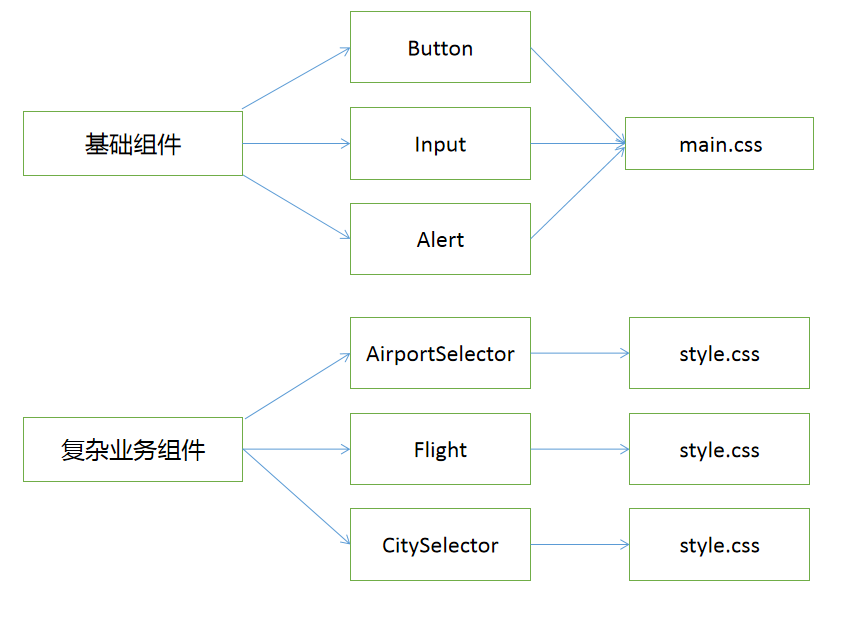 基础组件
Button
Input
Alert
main.css
复杂业务组件
AirportSelector
style.css
Flight
style.css
CitySelector
style.css